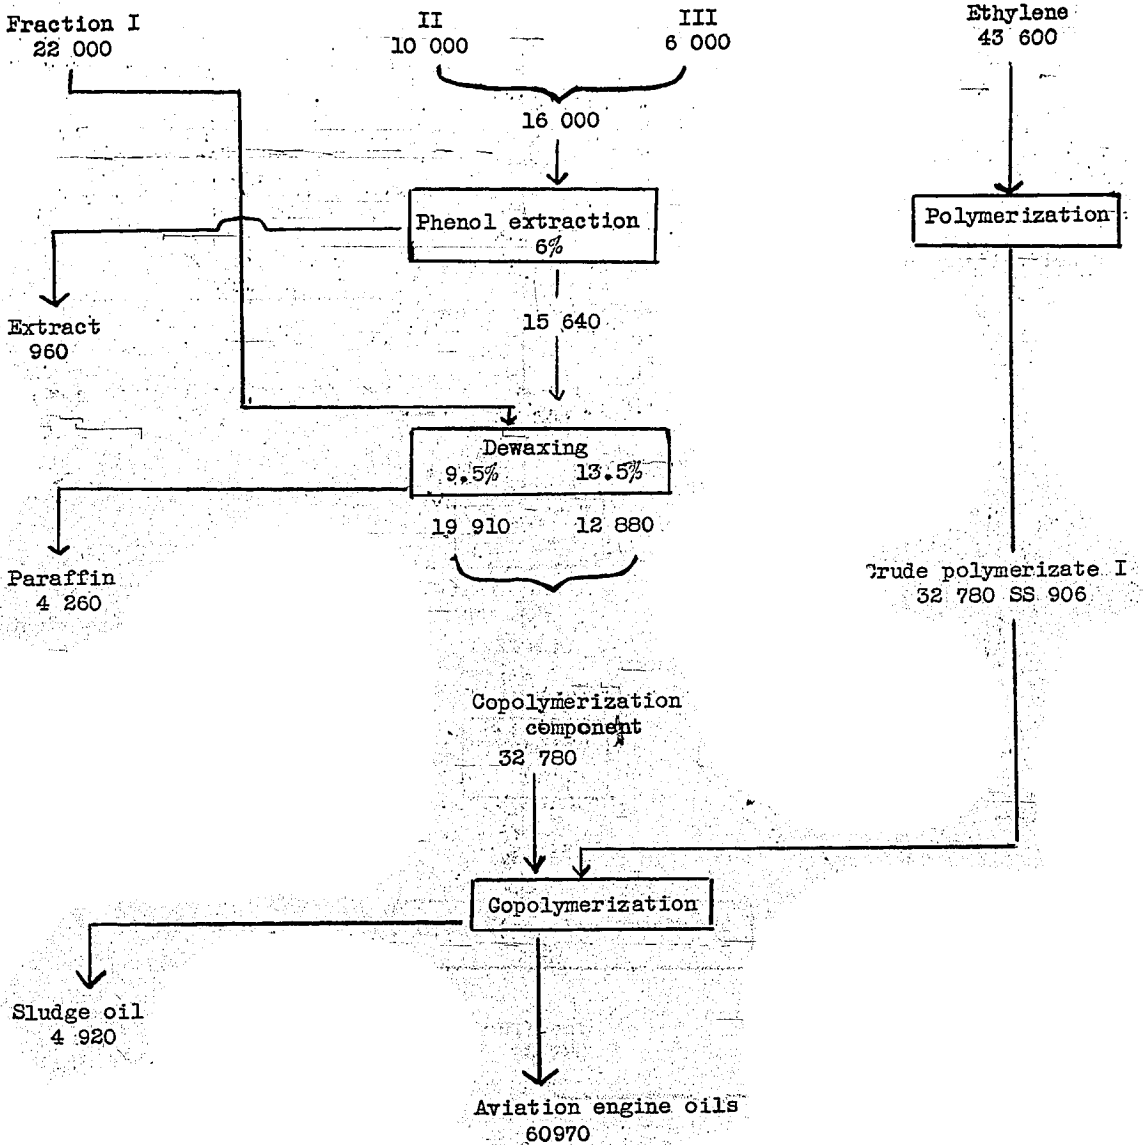 Fraction I
22 000
II
10 000
III
6 000
Ethylene
43 600
16 000
Phenol extraction
6%
Polymerization
Extract
960
15 640
Dewaxing
9.5% 13.5%
19 910 12 880
Paraffin
4 260
Crude polymerizate I
32 780 SS 906
Copolymerization
component
32 780
Gopolymerization
Sludge oil
4 920
Aviation engine oils
60970